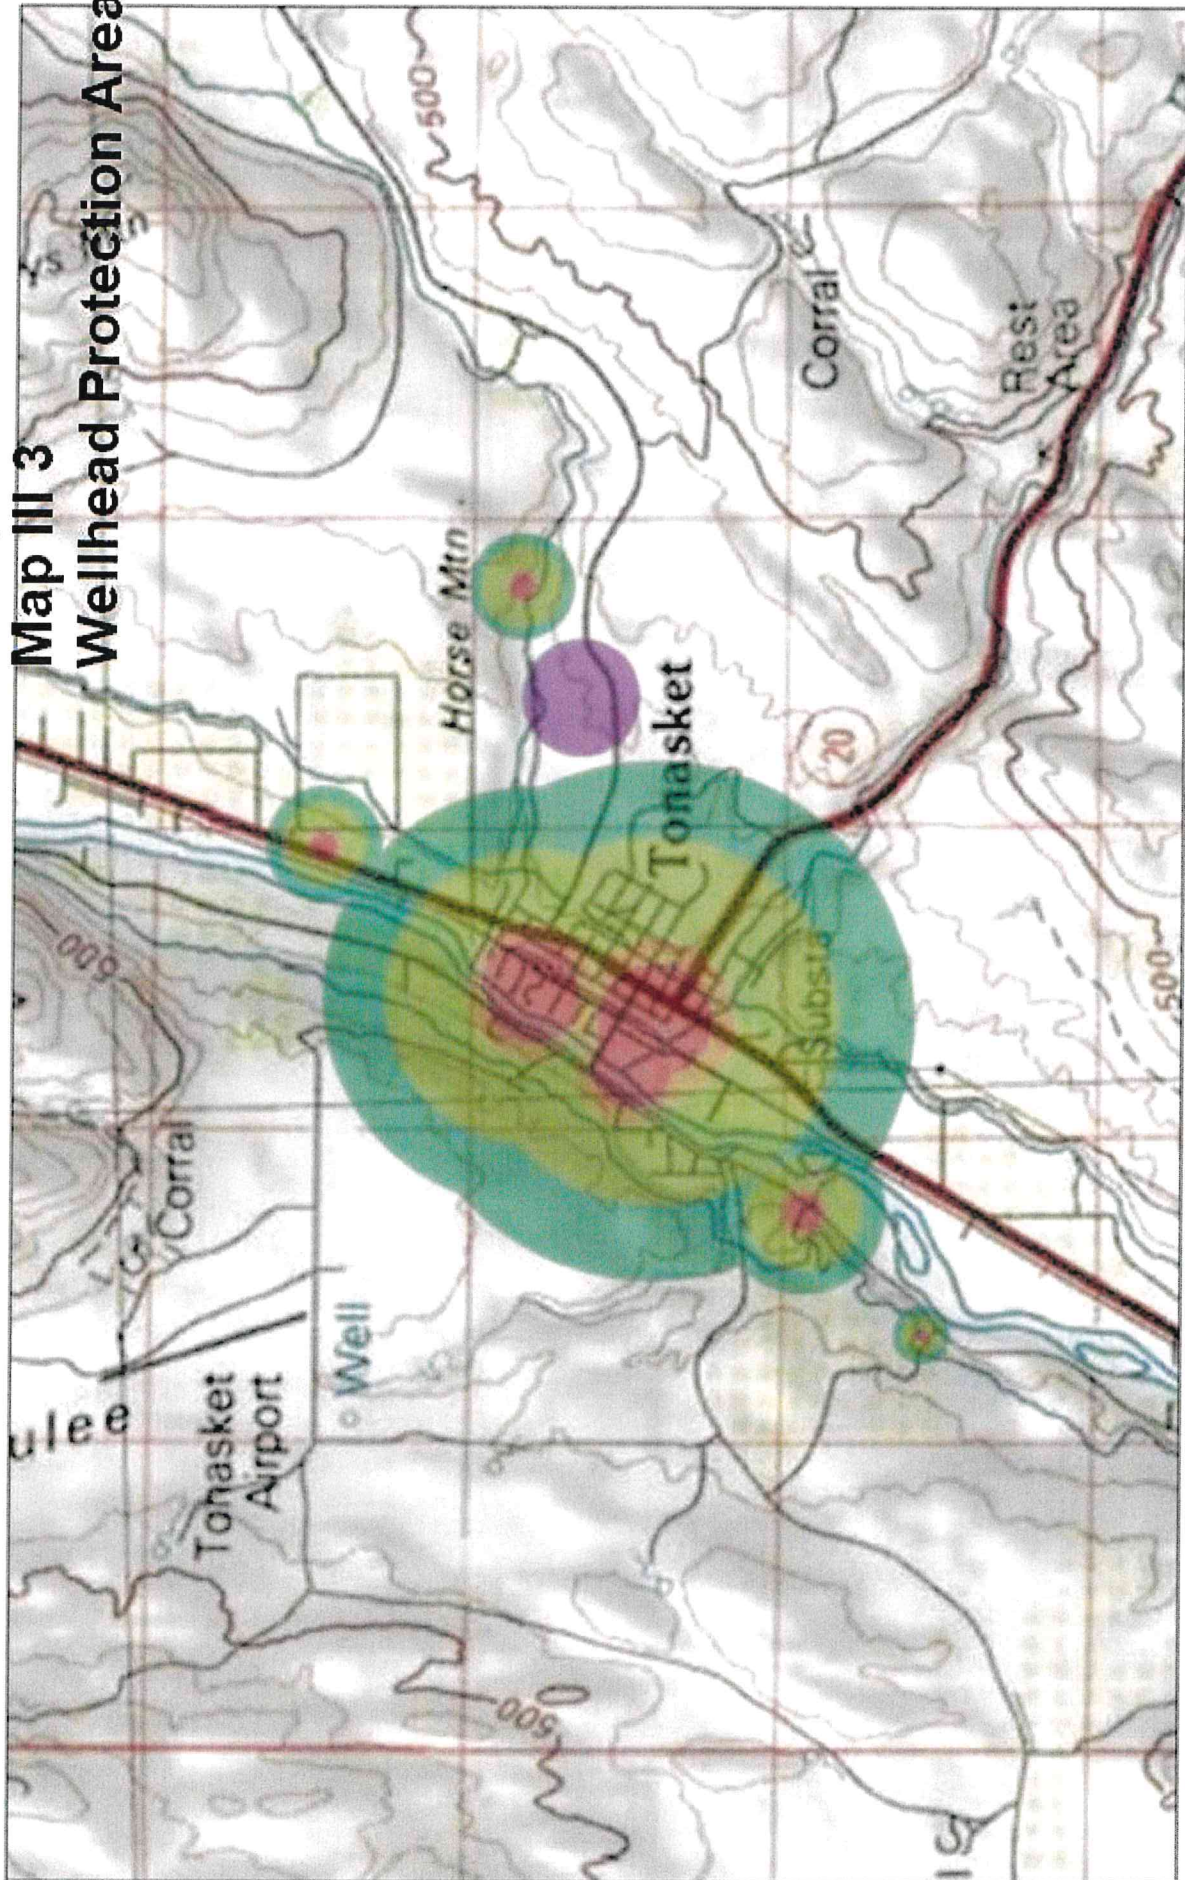 Map III 3
Wellhead Protection Area
500
Corral
Rest
Area
Horse Mtn
Tonasket
20
600
Substa
500
Corral
Well
ulee
Tonasket
Airport
500